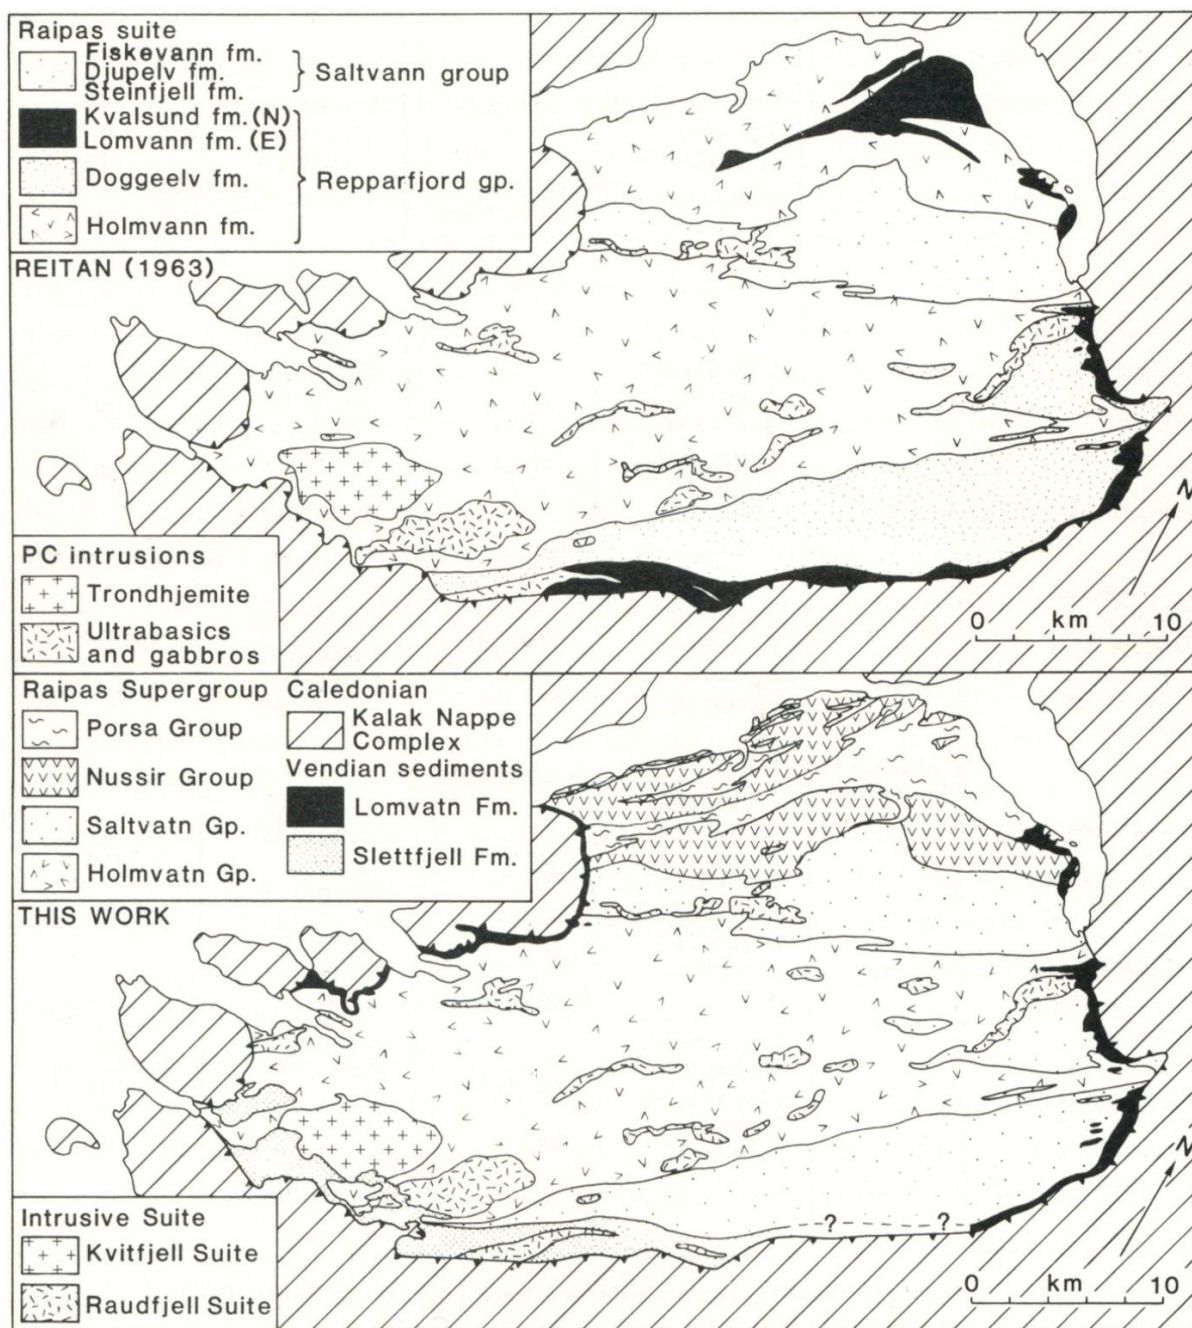 Raipas suite
Fiskevann fm.
Djupelv fm.
Steinfjell fm.
Saltvann group
Kvalsund fm.(N)
Lomvann fm.(E)
Doggeelv fm.
Holmvann fm.
Repparfjord gp.
REITAN (1963)
PC intrusions
Trondhjemite
Ultrabasics
and gabbros
N
0 km 10
Raipas Supergroup
Porsa Group
Nussir Group
Saltvatn Gp.
Holmvatn Gp.
Caledonian
Kalak Nappe
Complex
Vendian sediments
Lomvatn Fm.
Slettfjell Fm.
THIS WORK
Intrusive Suite
Kvitfjell Suite
Raudfjell Suite
? ?
N
0 km 10